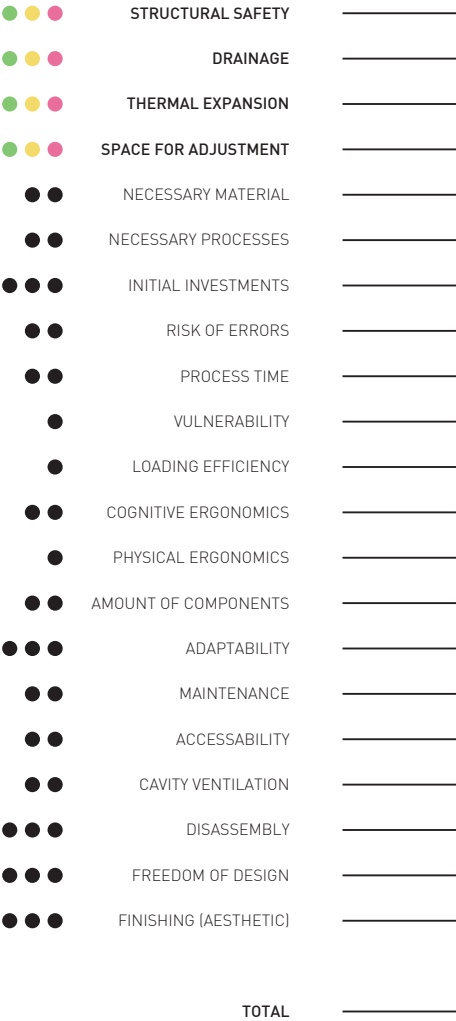 STRUCTURAL SAFETY
DRAINAGE
THERMAL EXPANSION
SPACE FOR ADJUSTMENT
NECESSARY MATERIAL
NECESSARY PROCESSES
INITIAL INVESTMENTS
RISK OF ERRORS
PROCESS TIME
VULNERABILITY
LOADING EFFICIENCY
COGNITIVE ERGONOMICS
PHYSICAL ERGONOMICS
AMOUNT OF COMPONENTS
ADAPTABILITY
MAINTENANCE
ACCESSABILITY
CAVITY VENTILATION
DISASSEMBLY
FREEDOM OF DESIGN
FINISHING (AESTHETIC)
TOTAL